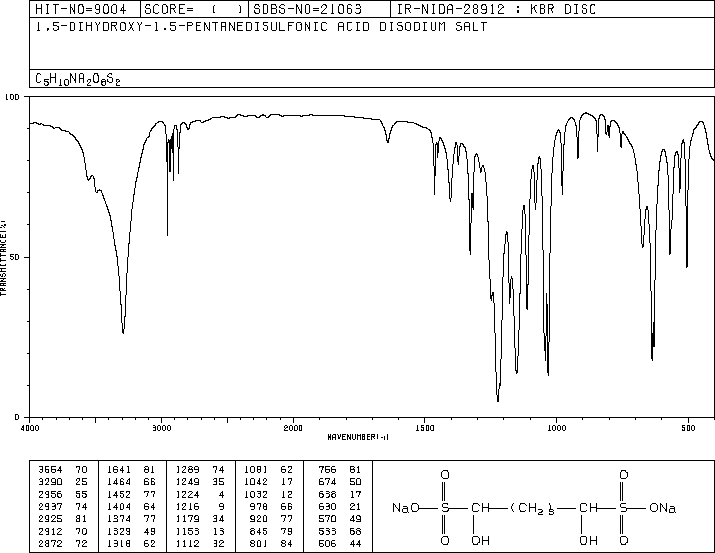 HIT-NO=9004 SCORE= ( ) SDBS-NO=21063 IR-NIDA-28912 : KBR DISC
1,5-DIHYDROXY-1,5-PENTANEDISULFONIC ACID DISODIUM SALT
C5H10NA2O8S2
100
50
0
TRANSMITTANCE(%)
4000 3000 2000 1500 1000 500
WAVENUMBER(-1)
3554 70 1641 81 1289 74 1081 62 756 81
3290 25 1464 66 1249 35 1042 17 674 50
2956 55 1452 77 1224 4 1032 12 638 17
2937 74 1404 64 1216 9 978 66 630 21
2925 81 1374 77 1179 34 920 77 570 49
2912 70 1329 49 1153 13 845 79 533 68
2872 72 1318 62 1112 32 801 84 506 44
O O
NaO S CH (CH2)3 CH S ONa
O OH OH O